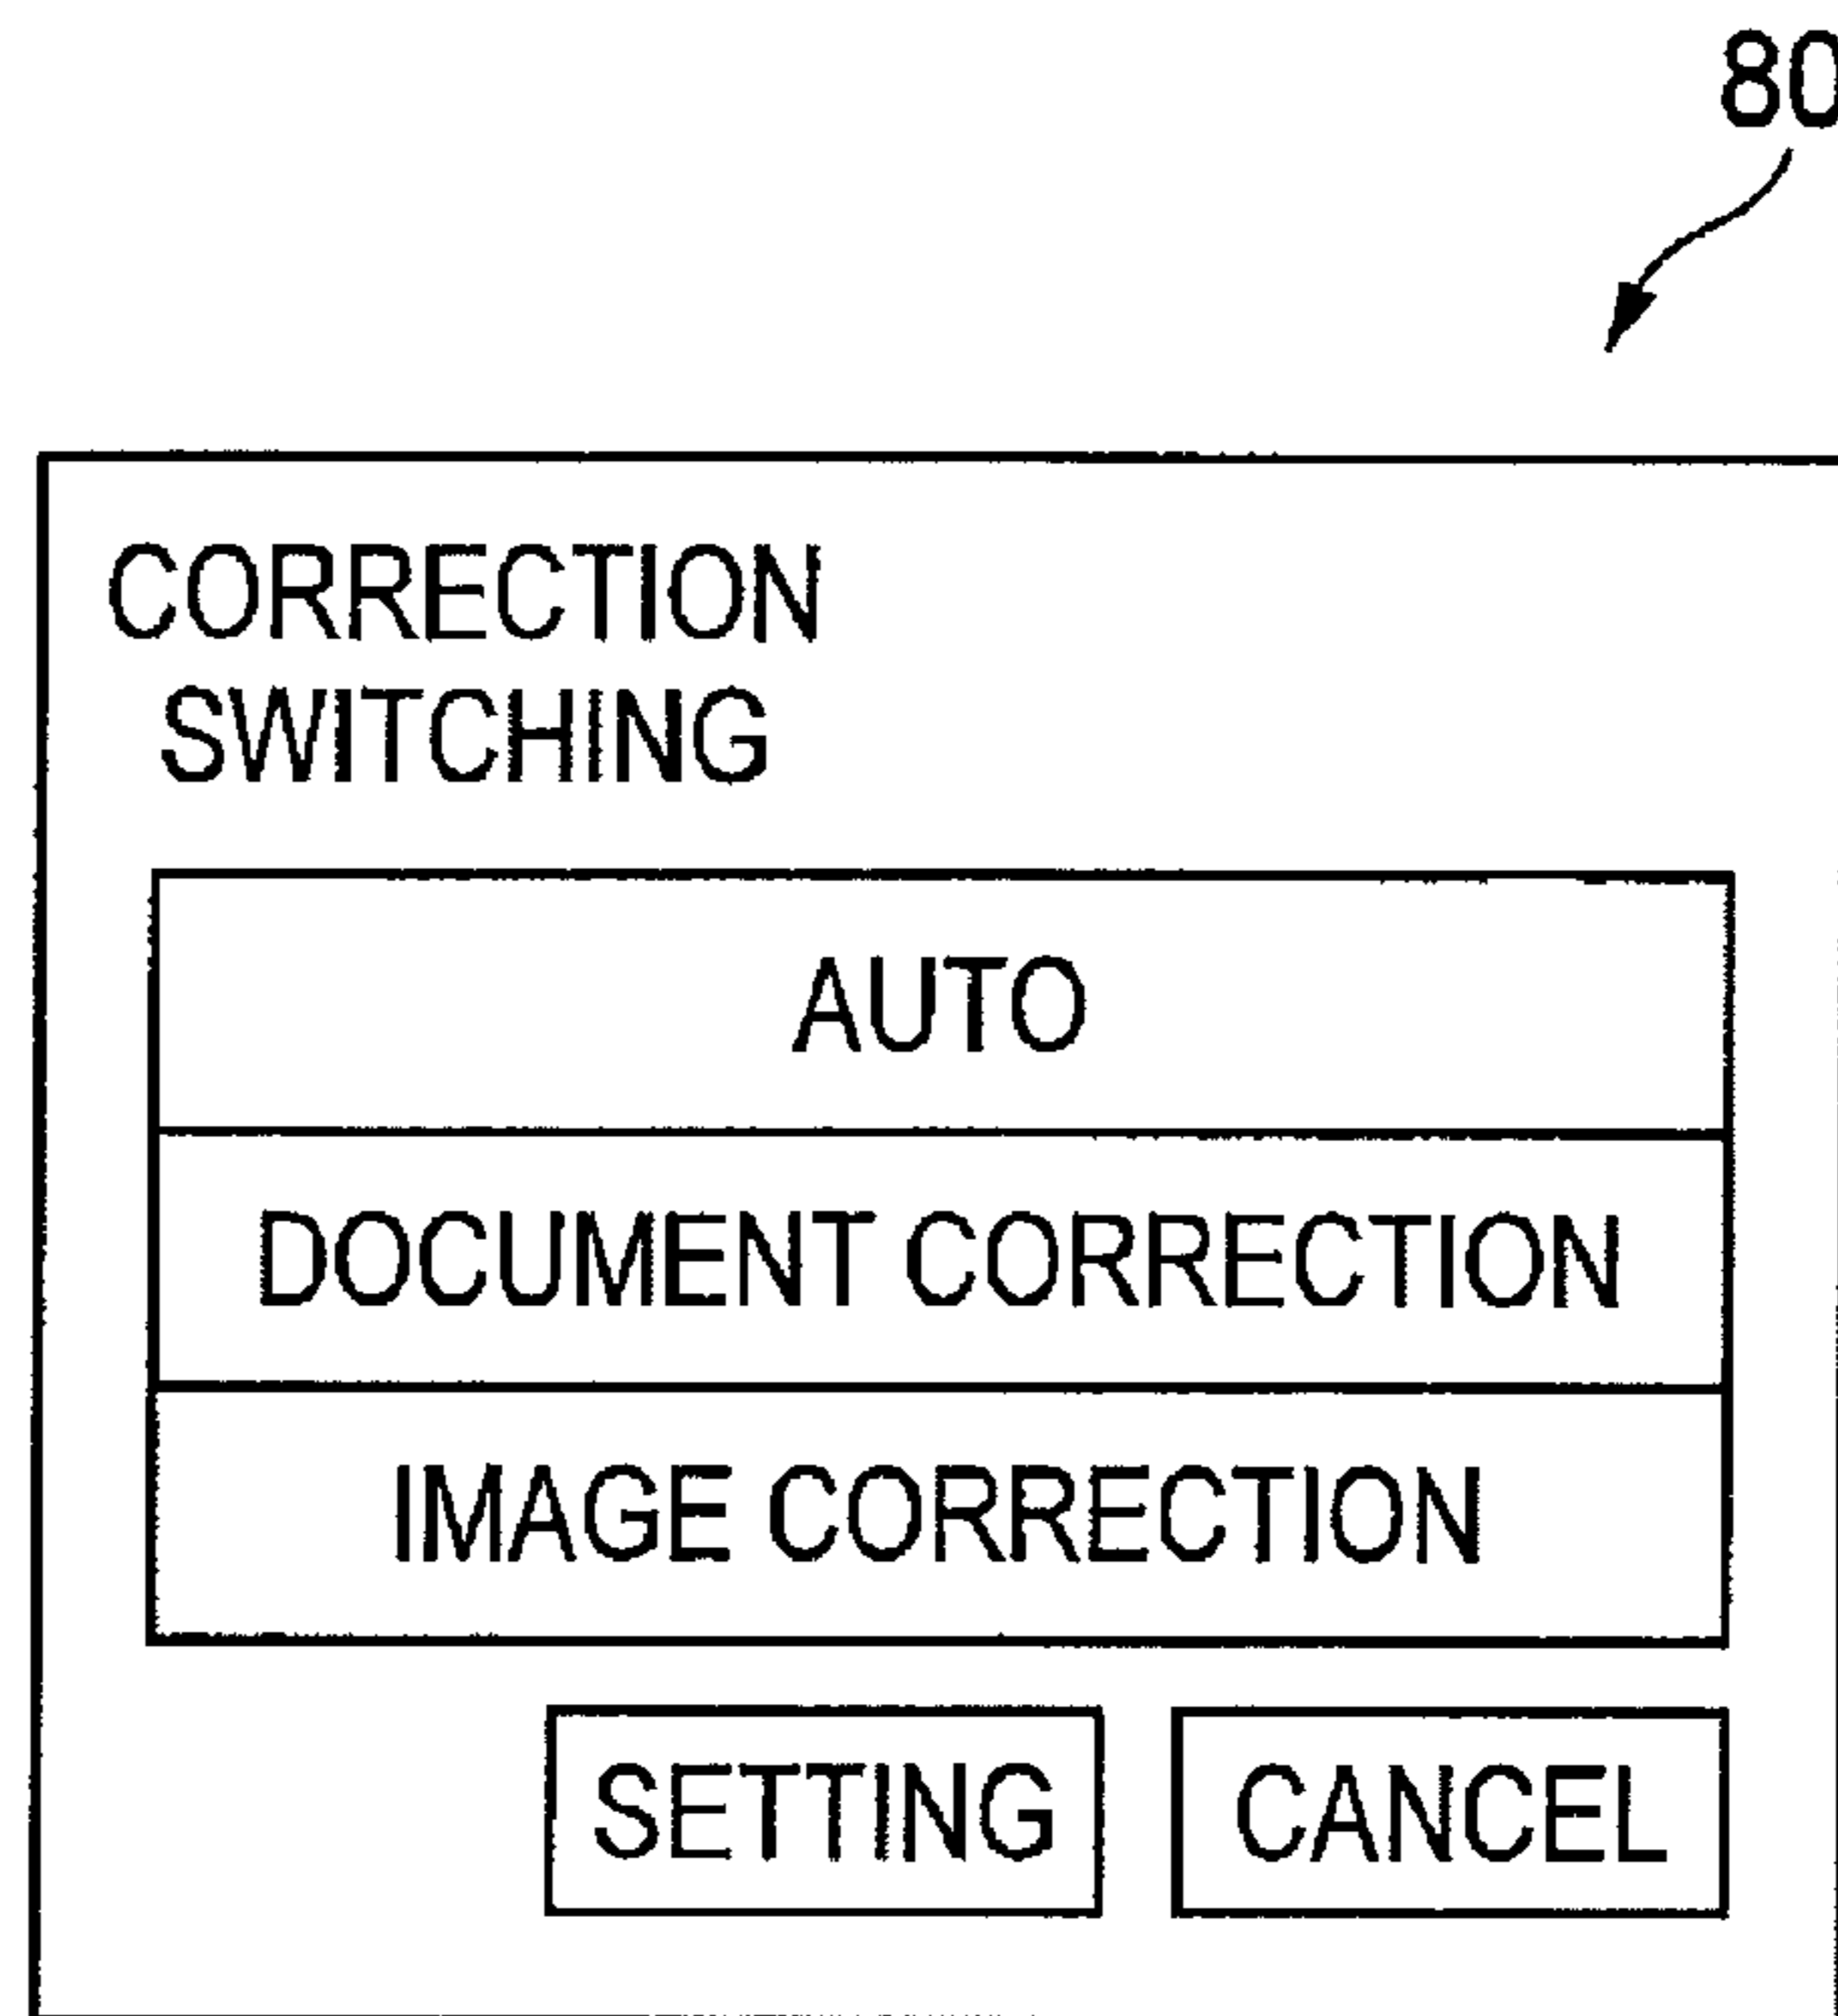 80
CORRECTION
SWITCHING
AUTO
DOCUMENT CORRECTION
IMAGE CORRECTION
SETTING
CANCEL